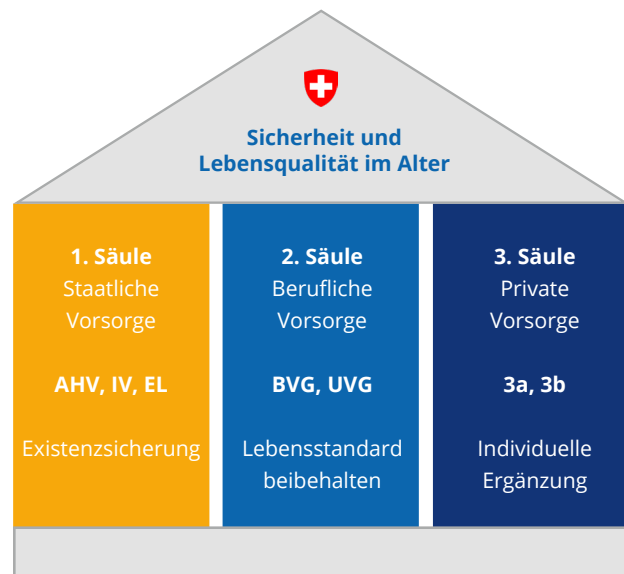 Sicherheit und
Lebensqualität im Alter
1. Säule
Staatliche
Vorsorge
AHV, IV, EL
Existenzsicherung
2. Säule
Berufliche
Vorsorge
BVG, UVG
Lebensstandard
beibehalten
3. Säule
Private
Vorsorge
3a, 3b
Individuelle
Ergänzung